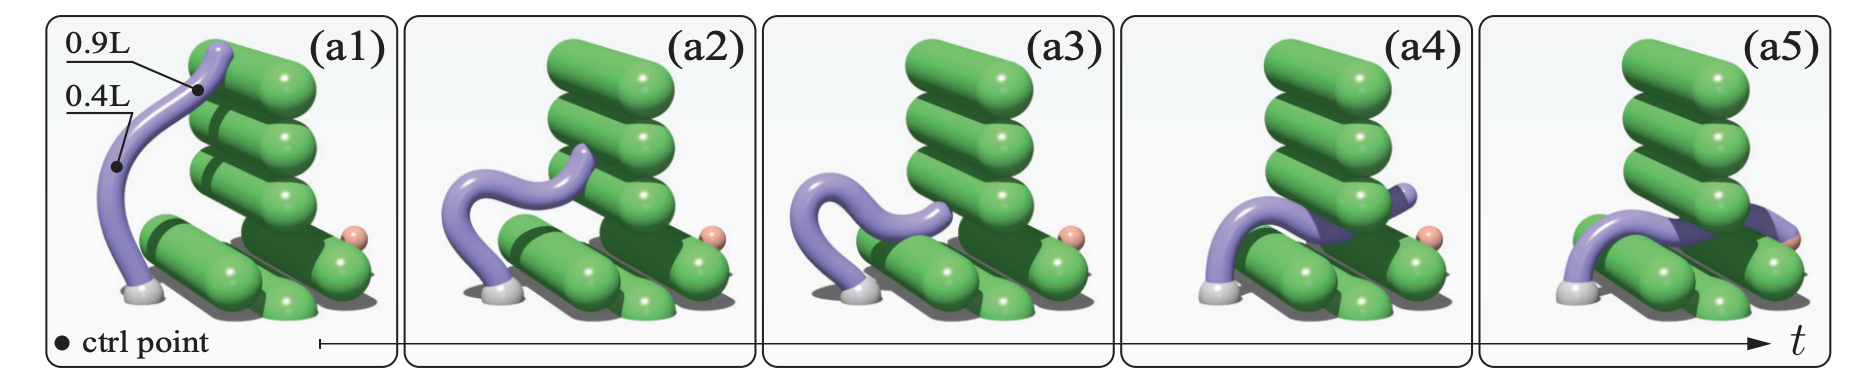 (a1)
0.9L
0.4L
ctrl point
(a2)
(a3)
(a4)
(a5)
t